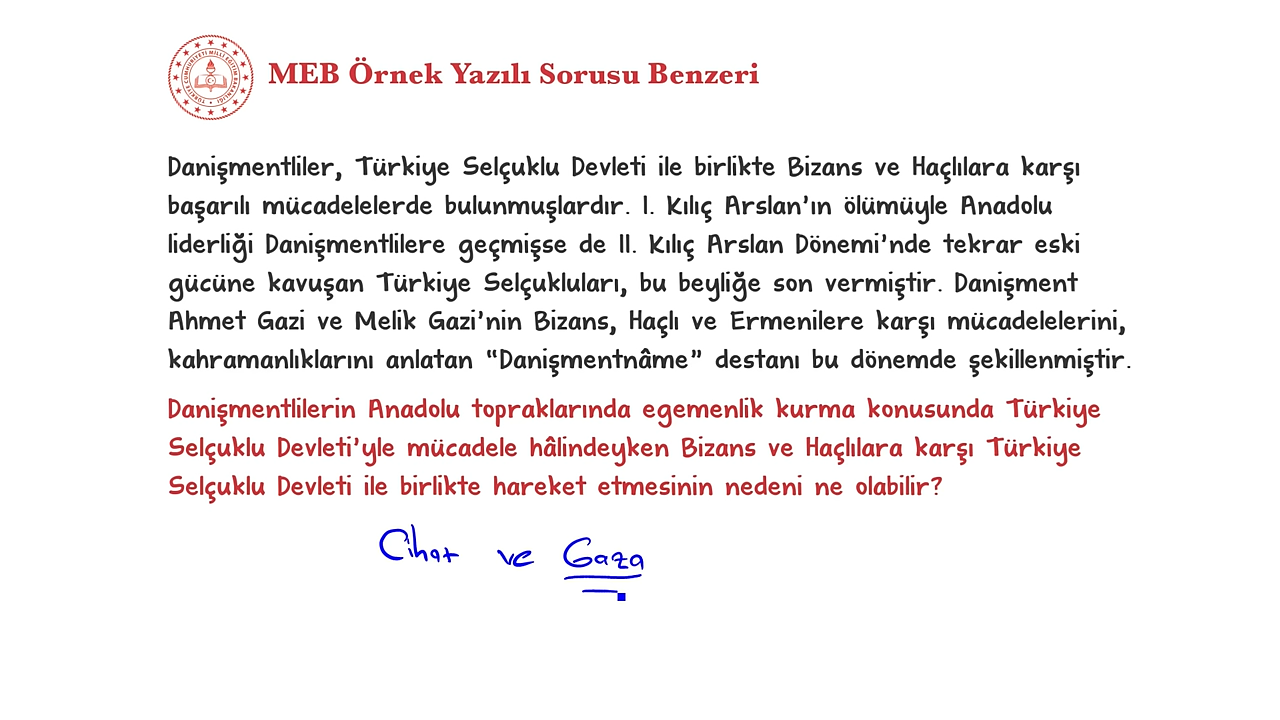 MEB Örnek Yazılı Sorusu Benzeri
Danişmentliler, Türkiye Selçuklu Devleti ile birlikte Bizans ve Haçlılara karşı
başarılı mücadelelerde bulunmuşlardır. I. Kılıç Arslan'ın ölümüyle Anadolu
liderliği Danişmentlilere geçmişse de II. Kılıç Arslan Dönemi'nde tekrar eski
gücüne kavuşan Türkiye Selçukluları, bu beyliğe son vermiştir. Danişment
Ahmet Gazi ve Melik Gazi'nin Bizans, Haçlı ve Ermenilere karşı mücadelelerini,
kahramanlıklarını anlatan "Danişmentnâme" destanı bu dönemde şekillenmiştir.
Danişmentlilerin Anadolu topraklarında egemenlik kurma konusunda Türkiye
Selçuklu Devleti'yle mücadele hâlindeyken Bizans ve Haçlılara karşı Türkiye
Selçuklu Devleti ile birlikte hareket etmesinin nedeni ne olabilir?
Cihat ve Gaza